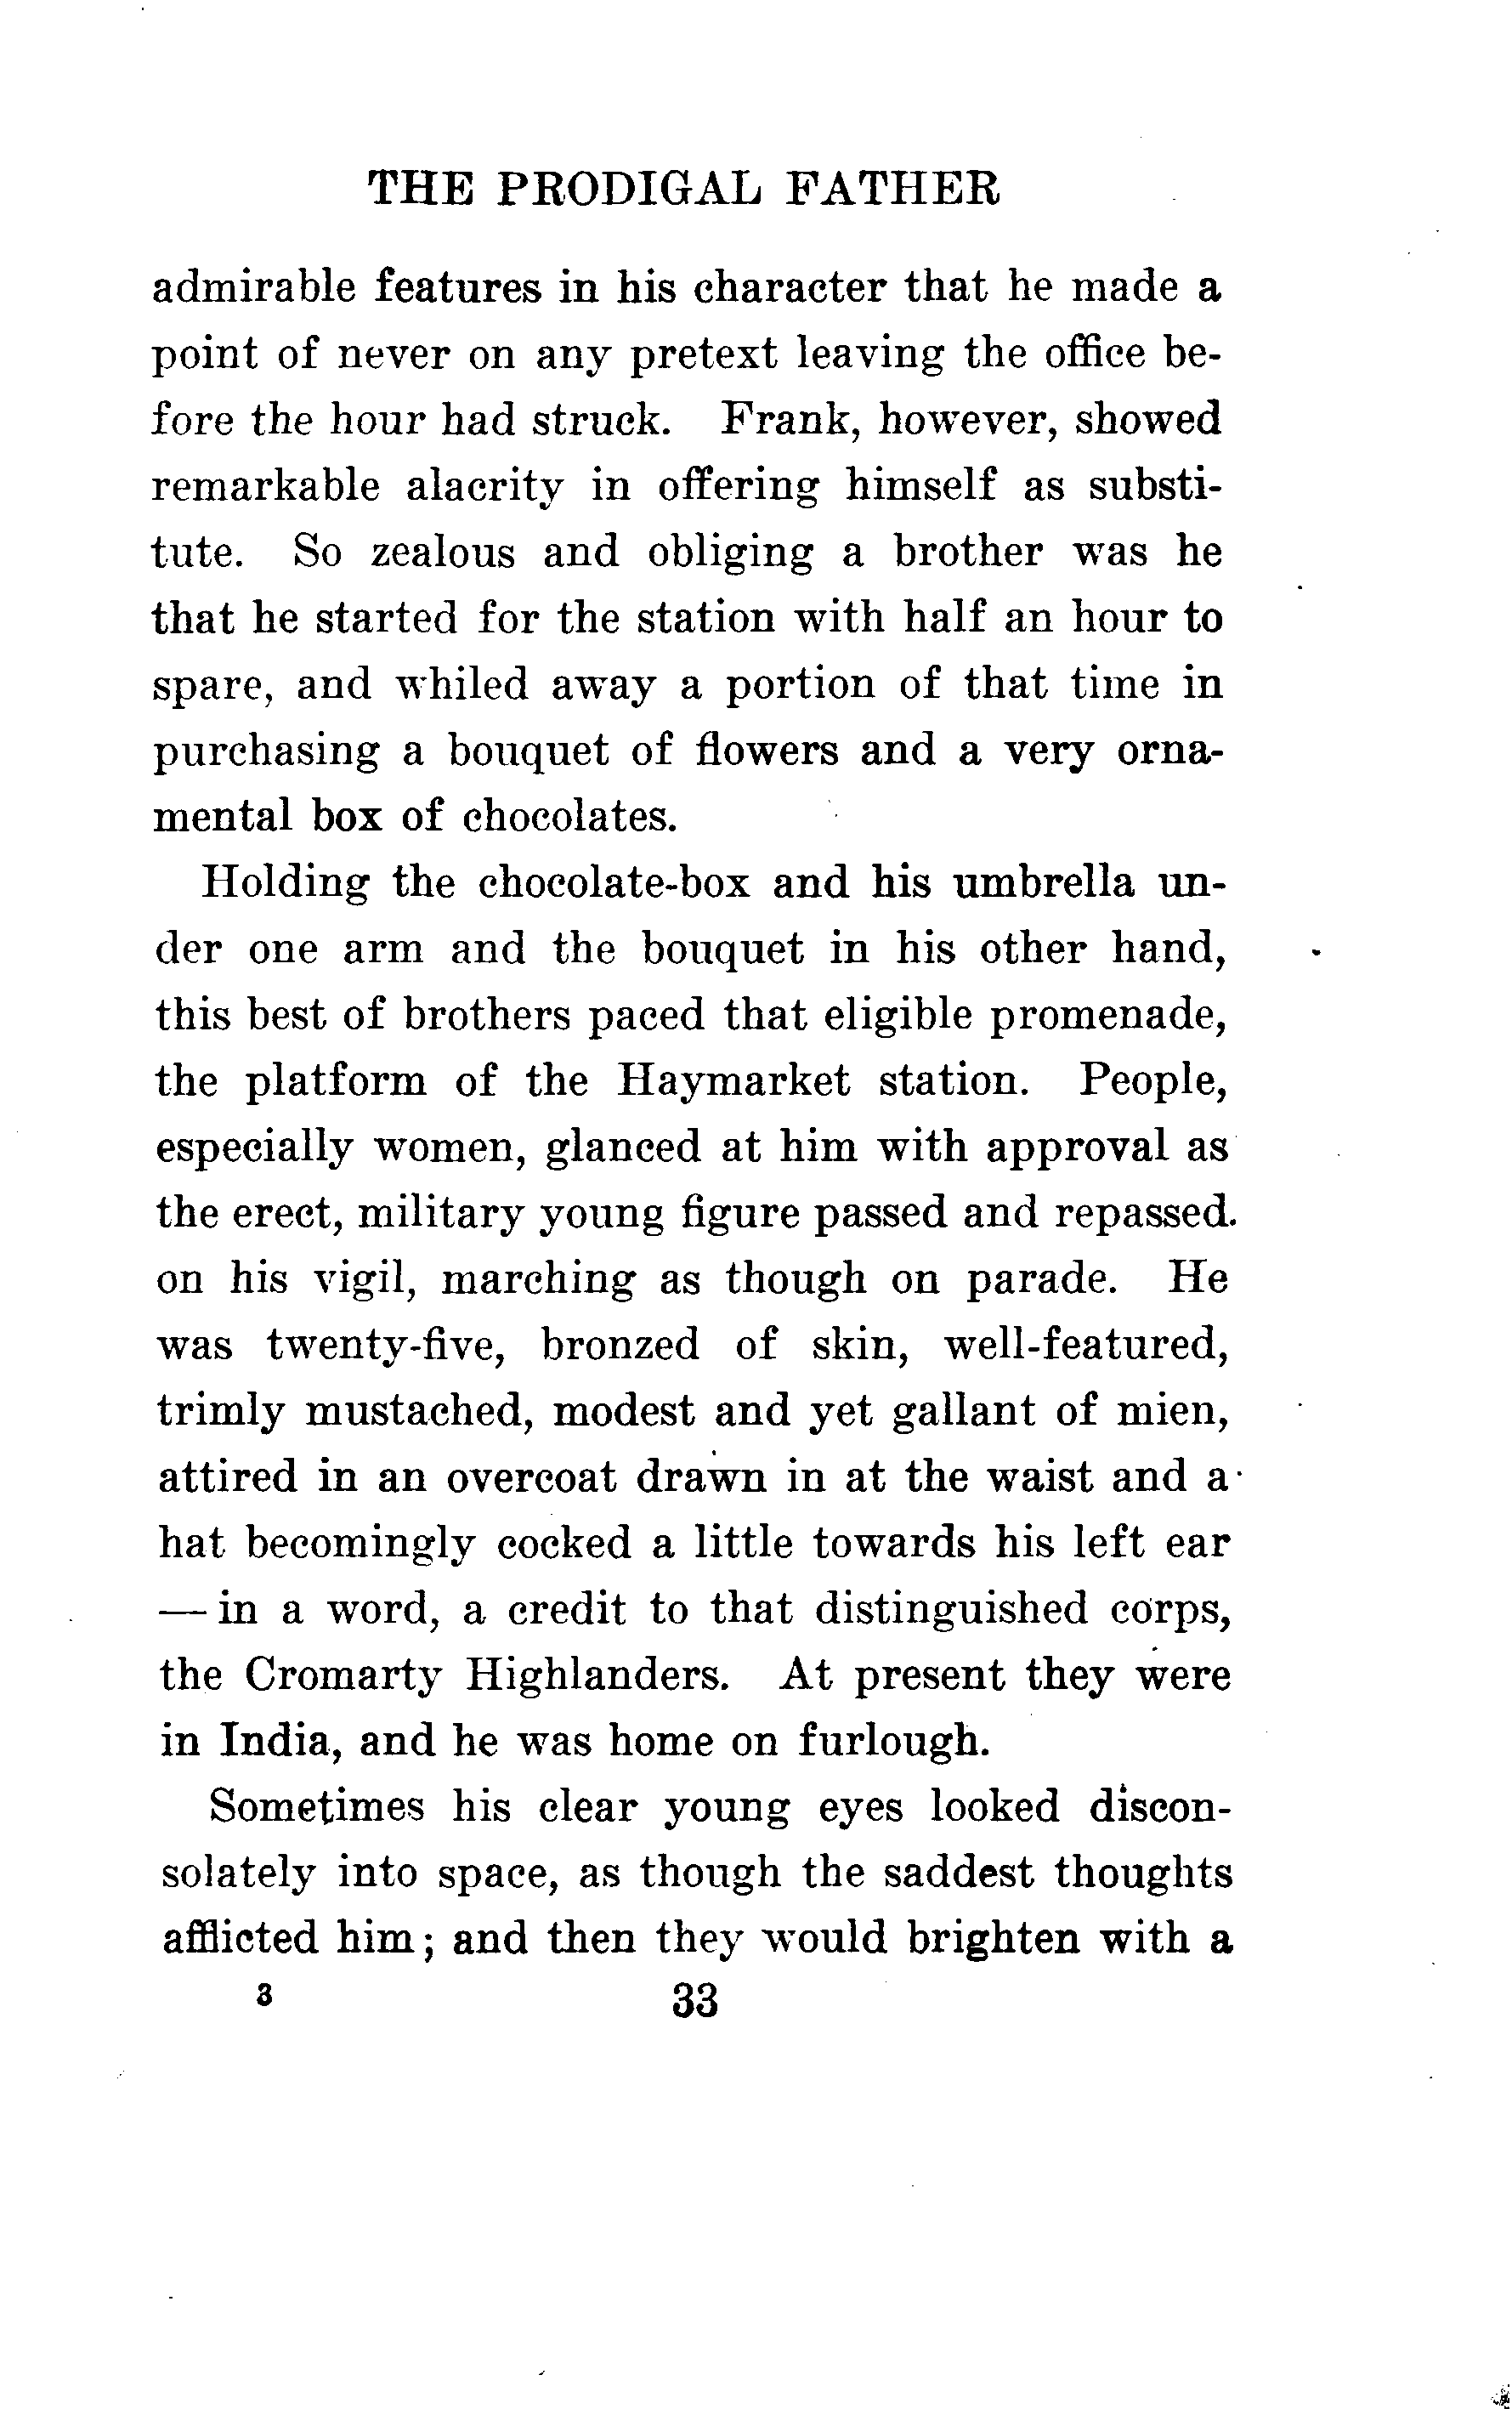 THE PRODIGAL FATHER
admirable features in his character that he made a
point of never on any pretext leaving the office be-
fore the hour had struck. Frank, however, showed
remarkable alacrity in offering himself as substi-
tute. So zealous and obliging a brother was he
that he started for the station with half an hour to
spare, and whiled away a portion of that time in
purchasing a bouquet of flowers and a very orna-
mental box of chocolates.
Holding the chocolate-box and his umbrella un-
der one arm and the bouquet in his other hand,
this best of brothers paced that eligible promenade,
the platform of the Haymarket station. People,
especially women, glanced at him with approval as
the erect, military young figure passed and repassed.
on his vigil, marching as though on parade. He
was twenty-five, bronzed of skin, well-featured,
trimly mustached, modest and yet gallant of mien,
attired in an overcoat drawn in at the waist and a
hat becomingly cocked a little towards his left ear
— in a word, a credit to that distinguished corps,
the Cromarty Highlanders. At present they were
in India, and he was home on furlough.
Sometimes his clear young eyes looked discon-
solately into space, as though the saddest thoughts
afflicted him; and then they would brighten with a
3 33